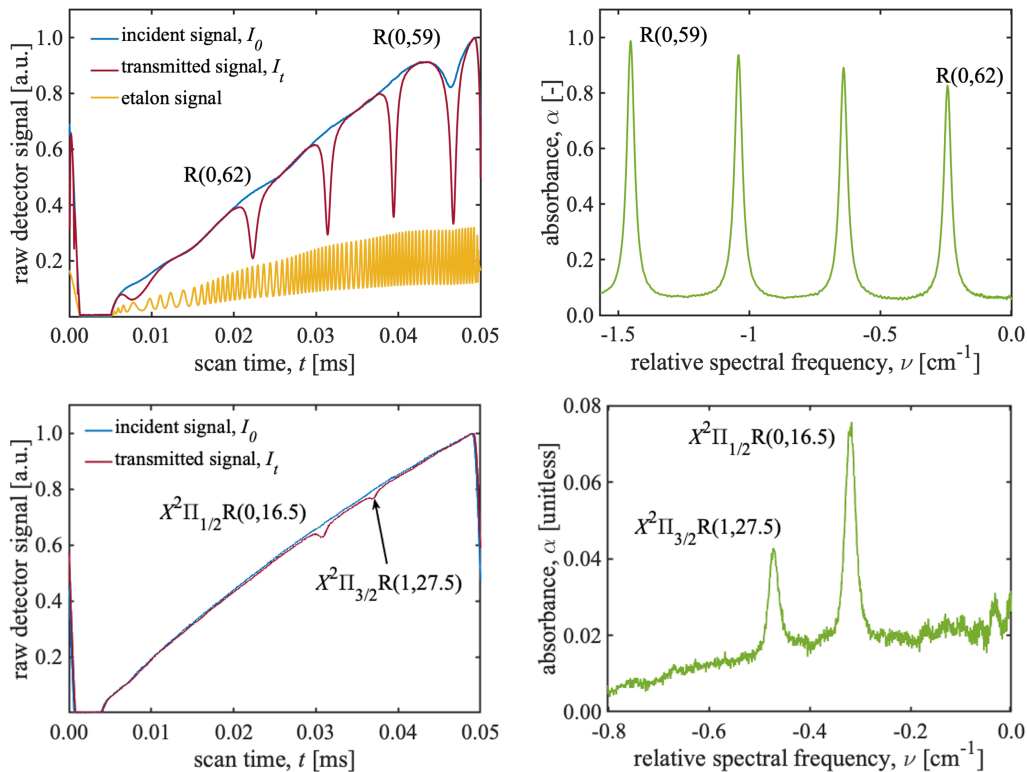 incident signal, I₀
transmitted signal, Iₜ
etalon signal
R(0,59)
R(0,62)
raw detector signal [a.u.]
1.0
0.8
0.6
0.4
0.2
0.00 0.01 0.02 0.03 0.04 0.05
scan time, t [ms]
R(0,59)
R(0,62)
absorbance, α [-]
1.0
0.8
0.6
0.4
0.2
0.0
-1.5 -1 -0.5 0.0
relative spectral frequency, ν [cm⁻¹]
incident signal, I₀
transmitted signal, Iₜ
X²Π₁/₂R(0,16.5)
X²Π₃/₂R(1,27.5)
raw detector signal [a.u.]
1.0
0.8
0.6
0.4
0.2
0.00 0.01 0.02 0.03 0.04 0.05
scan time, t [ms]
X²Π₁/₂R(0,16.5)
X²Π₃/₂R(1,27.5)
absorbance, α [unitless]
0.08
0.06
0.04
0.02
0.00
-0.8 -0.6 -0.4 -0.2 0.0
relative spectral frequency, ν [cm⁻¹]